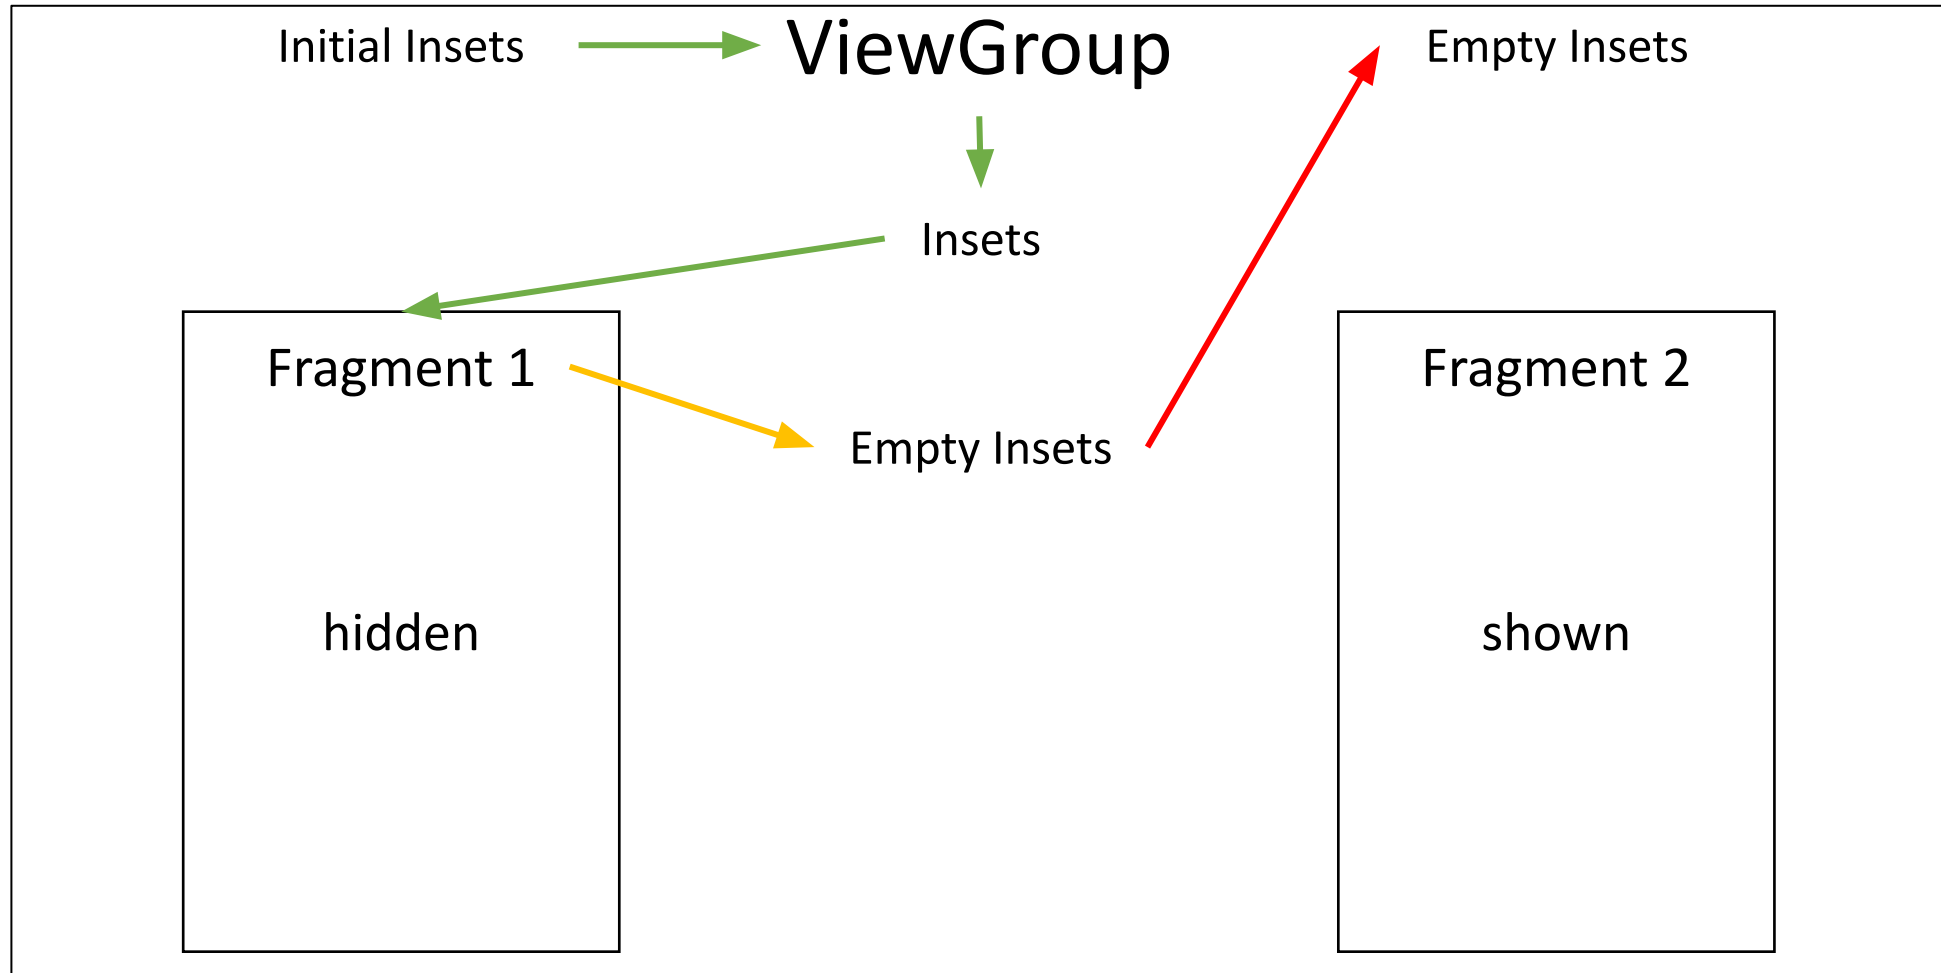 Initial Insets
ViewGroup
Empty Insets
Insets
Fragment 1
Fragment 2
Empty Insets
hidden
shown